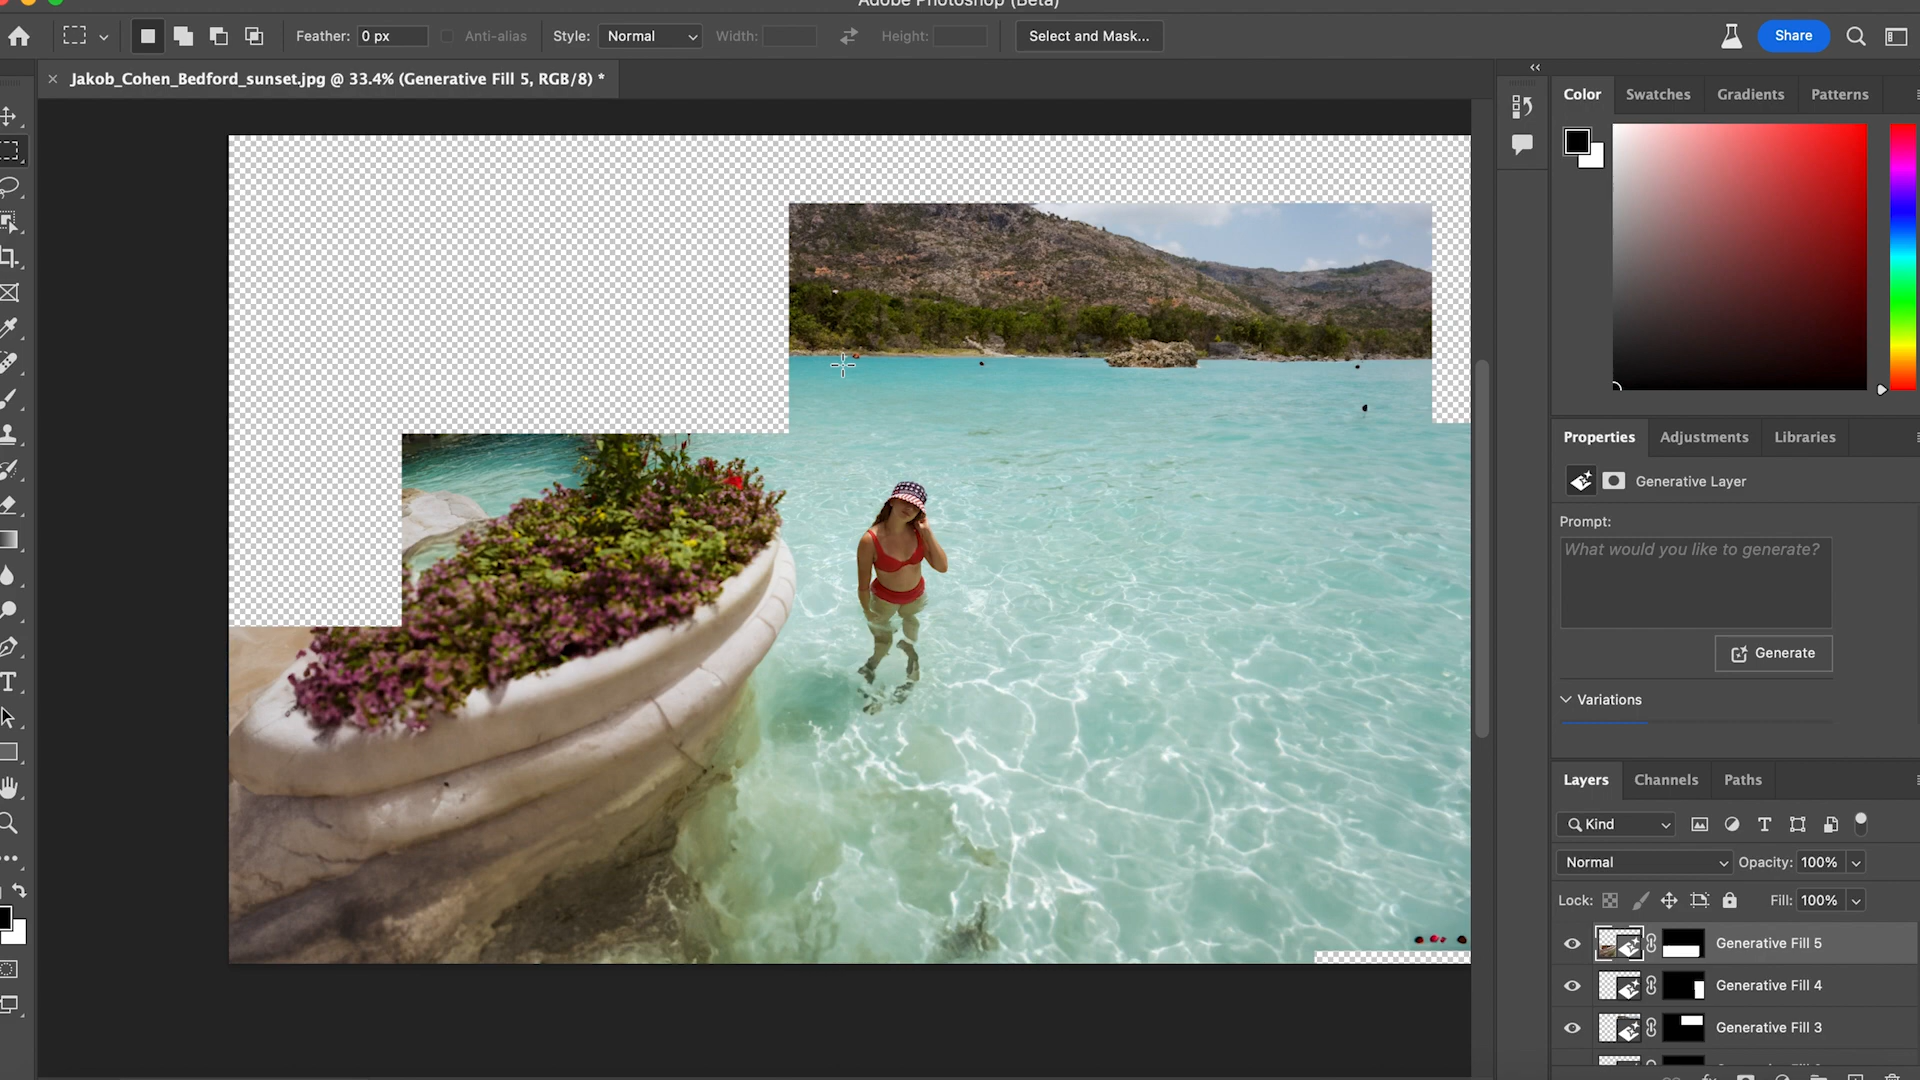 Adobe Photoshop (Beta)
Feather: 0 px Anti-alias Style: Normal Width: Height: Select and Mask... Share
Jakob_Cohen_Bedford_sunset.jpg @ 33.4% (Generative Fill 5, RGB/8) *
Color Swatches Gradients Patterns
Properties Adjustments Libraries
Generative Layer
Prompt:
What would you like to generate?
Generate
Variations
Layers Channels Paths
Kind
Normal Opacity: 100%
Lock: Fill: 100%
Generative Fill 5
Generative Fill 4
Generative Fill 3